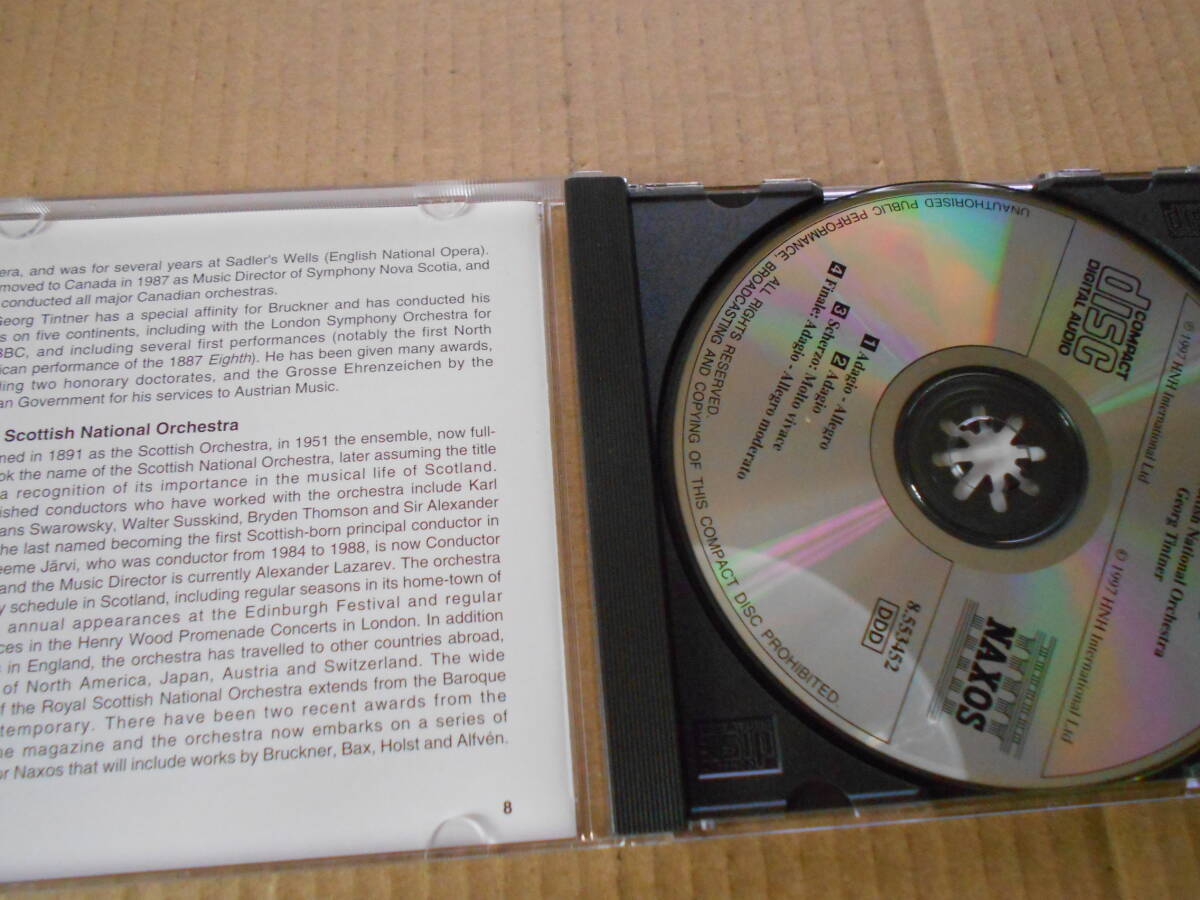 era, and was for several years at Sadler's Wells (English National Opera).
moved to Canada in 1987 as Music Director of Symphony Nova Scotia, and
conducted all major Canadian orchestras.
Georg Tintner has a special affinity for Bruckner and has conducted his
s on five continents, including with the London Symphony Orchestra for
BBC, and including several first performances (notably the first North
ican performance of the 1887 Eighth). He has been given many awards,
ding two honorary doctorates, and the Grosse Ehrenzeichen by the
an Government for his services to Austrian Music.
Scottish National Orchestra
ned in 1891 as the Scottish Orchestra, in 1951 the ensemble, now full-
ook the name of the Scottish National Orchestra, later assuming the title
a recognition of its importance in the musical life of Scotland.
ished conductors who have worked with the orchestra include Karl
ans Swarowsky, Walter Susskind, Bryden Thomson and Sir Alexander
the last named becoming the first Scottish-born principal conductor in
eeme Järvi, who was conductor from 1984 to 1988, is now Conductor
and the Music Director is currently Alexander Lazarev. The orchestra
y schedule in Scotland, including regular seasons in its home-town of
annual appearances at the Edinburgh Festival and regular
ces in the Henry Wood Promenade Concerts in London. In addition
s in England, the orchestra has travelled to other countries abroad,
of North America, Japan, Austria and Switzerland. The wide
of the Royal Scottish National Orchestra extends from the Baroque
temporary. There have been two recent awards from the
ne magazine and the orchestra now embarks on a series of
or Naxos that will include works by Bruckner, Bax, Holst and Alfvén.
8
UNAUTHORISED PUBLIC PERFORMANCE, BROADCASTING AND COPYING OF THIS COMPACT DISC PROHIBITED.
ALL RIGHTS RESERVED.
COMPACT
disc
DIGITAL AUDIO
1 Adagio - Allegro
2 Adagio
3 Scherzo: Molto vivace
4 Finale: Adagio - Allegro moderato
℗ 1997 HNH International Ltd
© 1997 HNH International Ltd
National Orchestra
Georg Tintner
8.553452
DDD
NAXOS